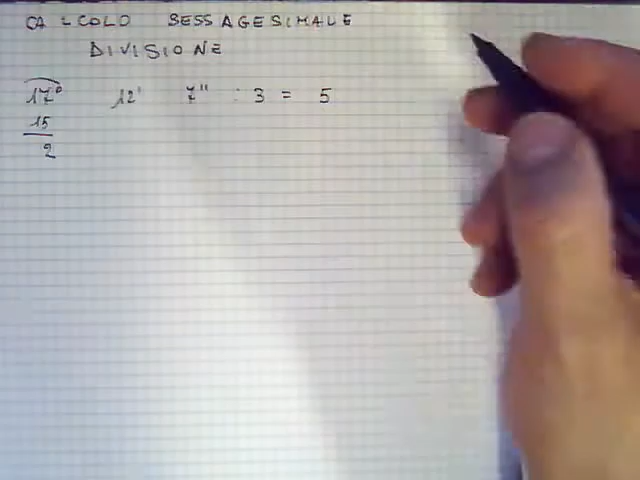 CALCOLO SESSAGESIMALE
DIVISIONE
17° 12' 7" : 3 = 5
15
2